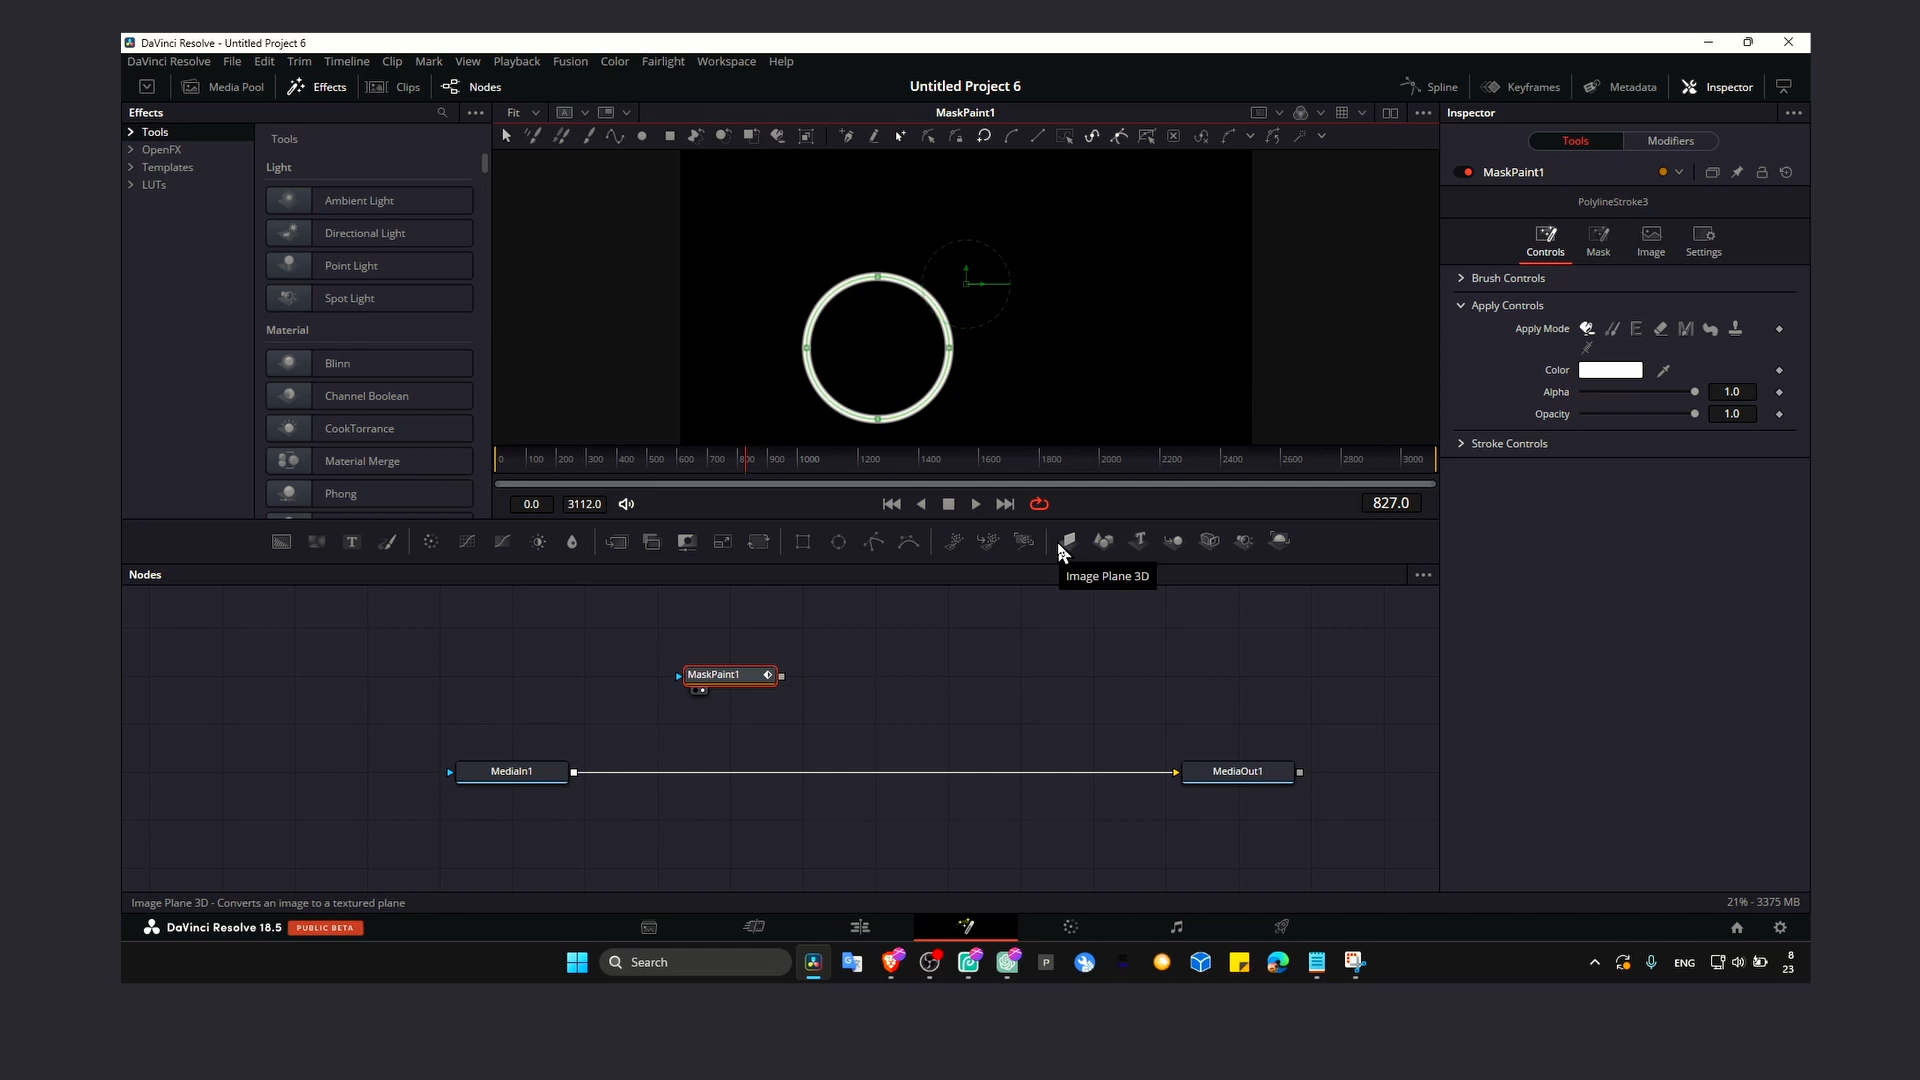 DaVinci Resolve - Untitled Project 6
DaVinci Resolve File Edit Trim Timeline Clip Mark View Playback Fusion Color Fairlight Workspace Help
Media Pool Effects Clips Nodes Untitled Project 6 Spline Keyframes Metadata Inspector
Effects Fit MaskPaint1 Inspector
Tools
OpenFX
Templates
LUTs
Tools
Light
Ambient Light
Directional Light
Point Light
Spot Light
Material
Blinn
Channel Boolean
CookTorrance
Material Merge
Phong
0 100 200 300 400 500 600 700 800 900 1000 1200 1400 1600 1800 2000 2200 2400 2600 2800 3000
0.0 3112.0 827.0
Tools Modifiers
MaskPaint1
PolylineStroke3
Controls Mask Image Settings
Brush Controls
Apply Controls
Apply Mode
Color
Alpha 1.0
Opacity 1.0
Stroke Controls
Image Plane 3D
Nodes
MaskPaint1
MediaIn1 MediaOut1
Image Plane 3D - Converts an image to a textured plane 21% - 3375 MB
DaVinci Resolve 18.5 PUBLIC BETA
Search ENG 8
23